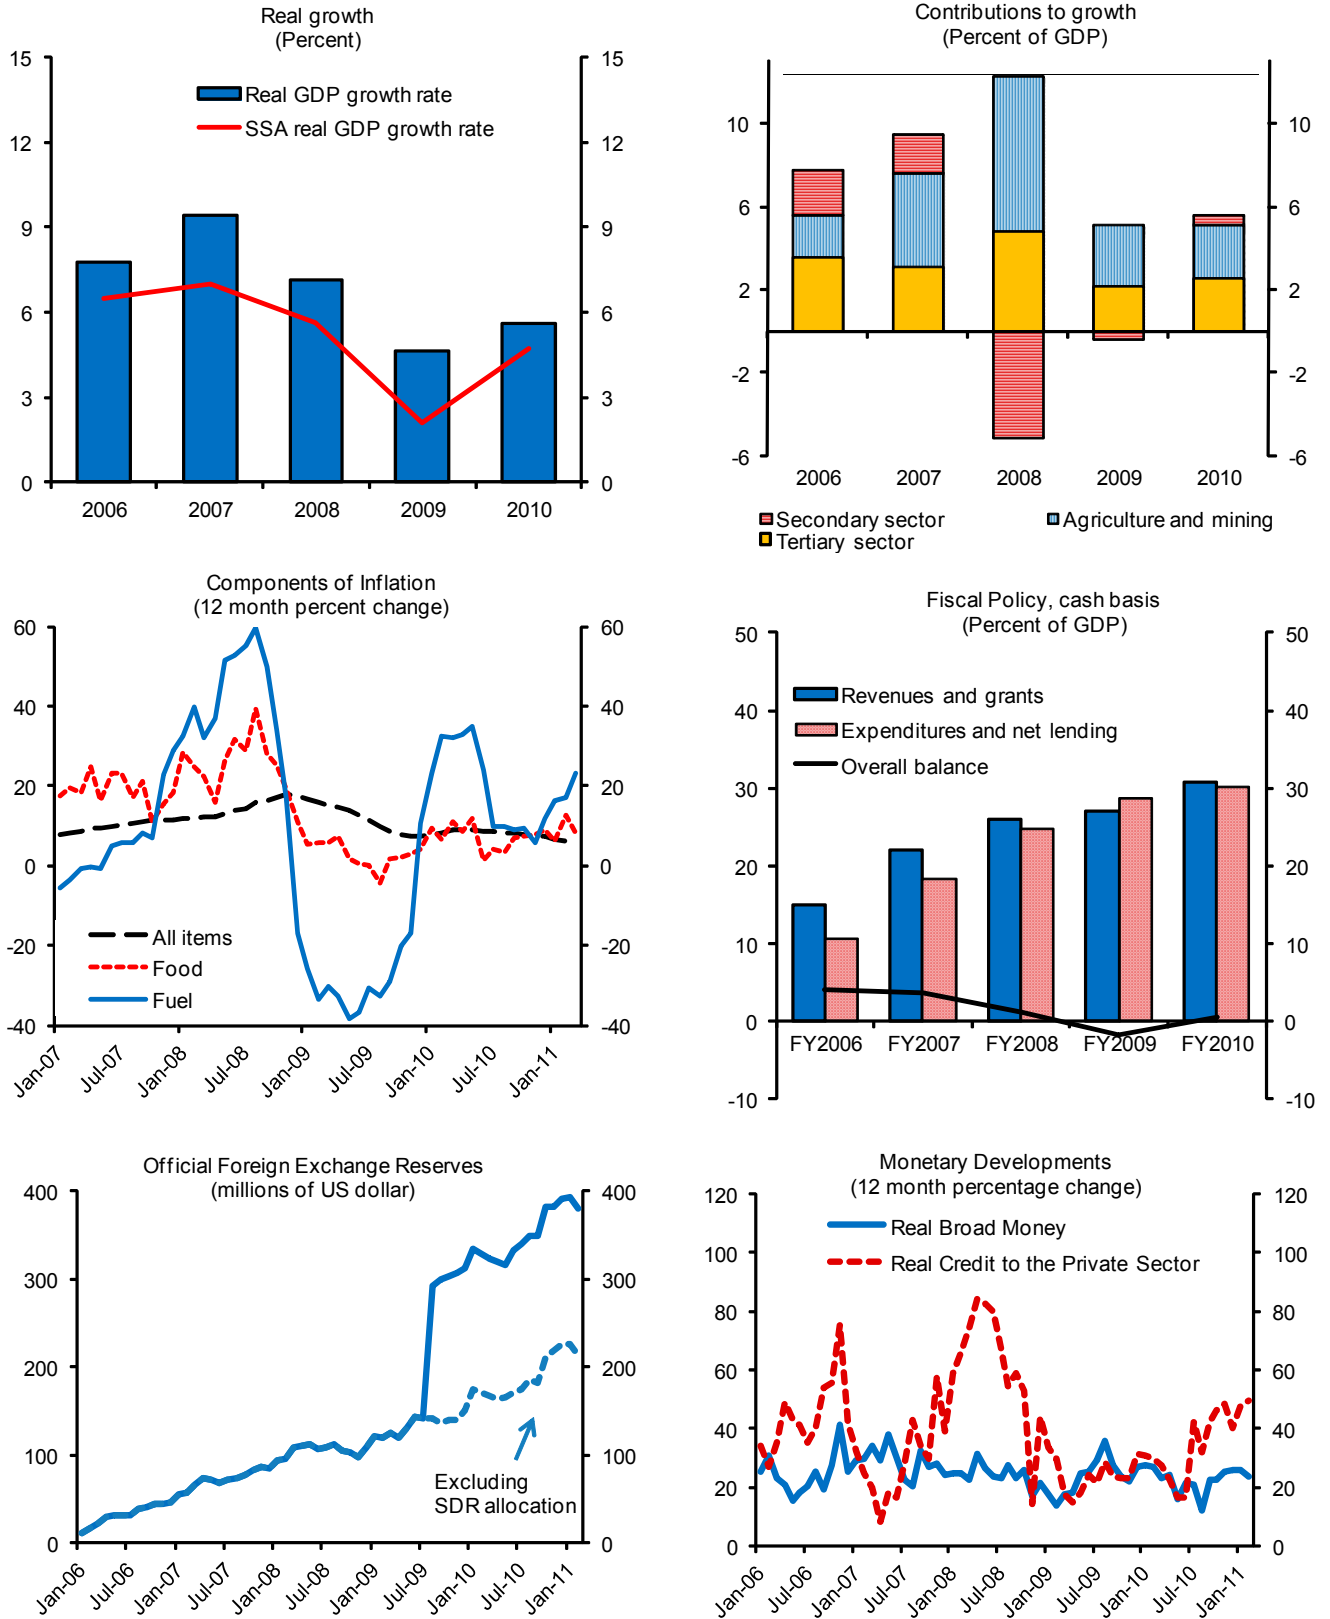 Real growth
(Percent)
15
12
9
6
3
0
15
12
9
6
3
0
Real GDP growth rate
SSA real GDP growth rate
2006 2007 2008 2009 2010
Contributions to growth
(Percent of GDP)
10
6
2
-2
-6
10
6
2
-2
-6
2006 2007 2008 2009 2010
Secondary sector Agriculture and mining
Tertiary sector
Components of Inflation
(12 month percent change)
60
40
20
0
-20
-40
60
40
20
0
-20
-40
All items
Food
Fuel
Jan-07 Jul-07 Jan-08 Jul-08 Jan-09 Jul-09 Jan-10 Jul-10 Jan-11
Fiscal Policy, cash basis
(Percent of GDP)
50
40
30
20
10
0
-10
50
40
30
20
10
0
-10
Revenues and grants
Expenditures and net lending
Overall balance
FY2006 FY2007 FY2008 FY2009 FY2010
Official Foreign Exchange Reserves
(millions of US dollar)
400
300
200
100
0
400
300
200
100
0
Excluding
SDR allocation
Jan-06 Jul-06 Jan-07 Jul-07 Jan-08 Jul-08 Jan-09 Jul-09 Jan-10 Jul-10 Jan-11
Monetary Developments
(12 month percentage change)
120
100
80
60
40
20
0
120
100
80
60
40
20
0
Real Broad Money
Real Credit to the Private Sector
Jan-06 Jul-06 Jan-07 Jul-07 Jan-08 Jul-08 Jan-09 Jul-09 Jan-10 Jul-10 Jan-11